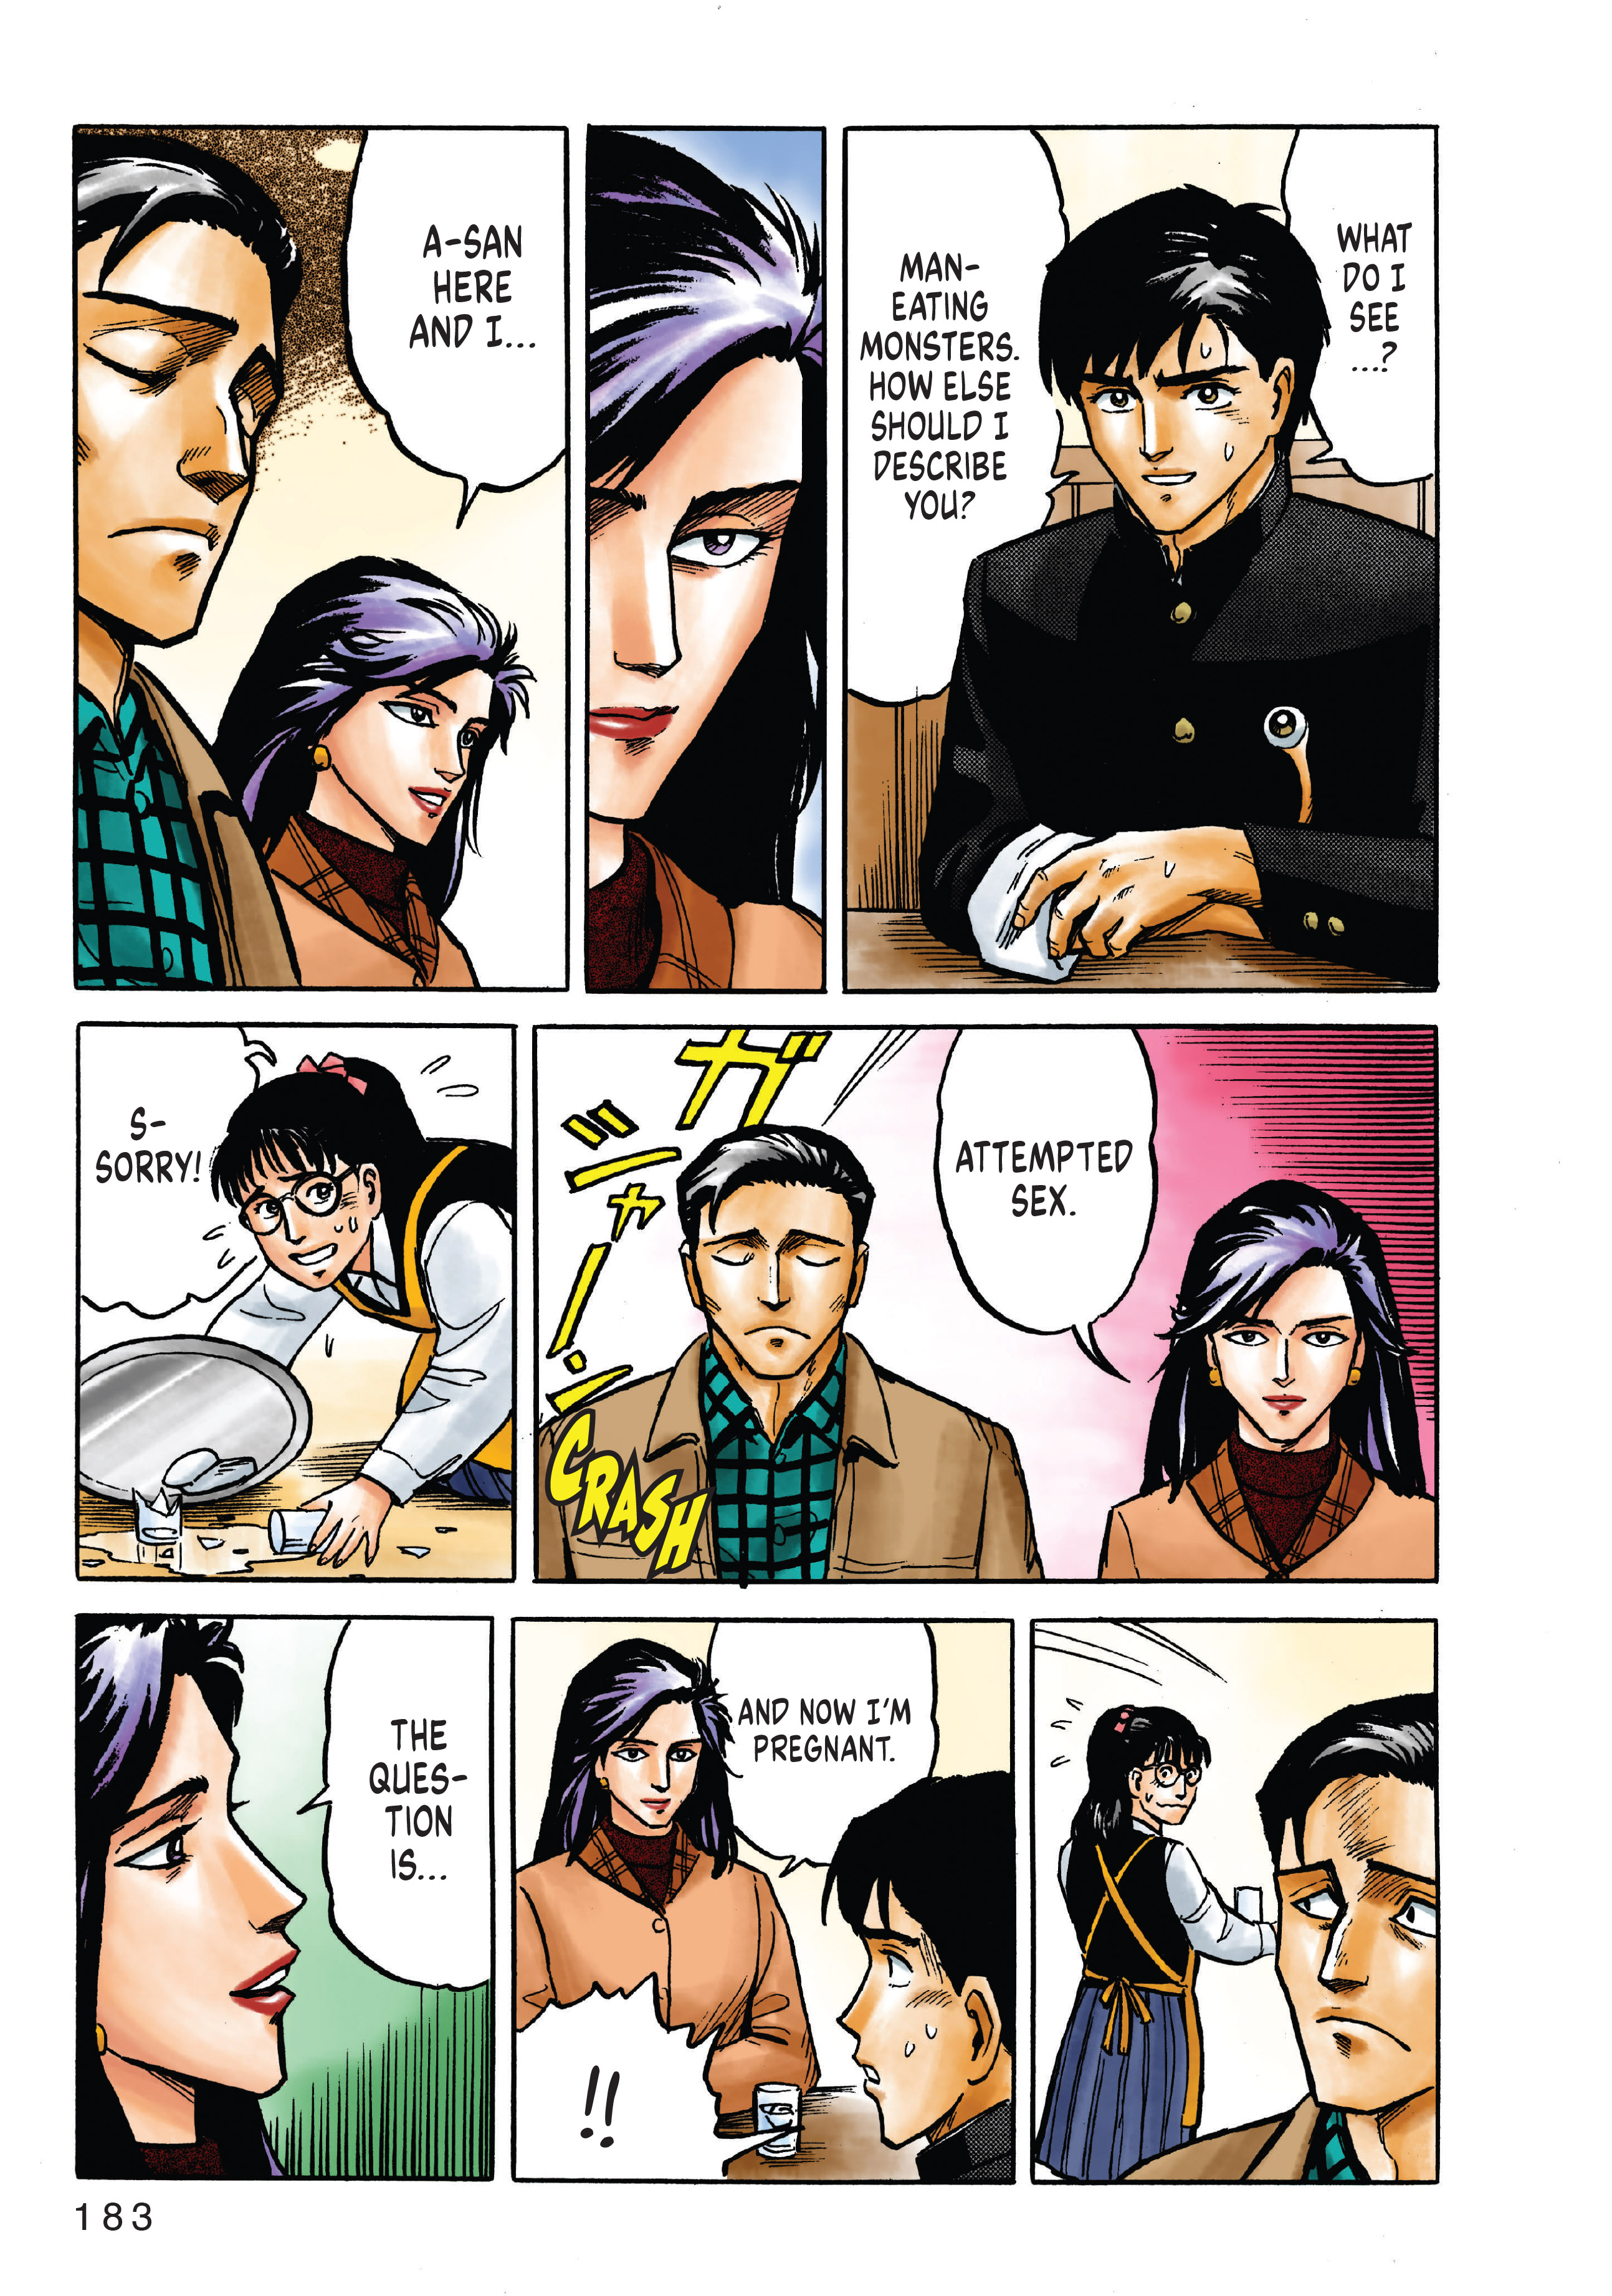 WHAT
DO I
SEE
...?
MAN-
EATING
MONSTERS.
HOW ELSE
SHOULD I
DESCRIBE
YOU?
A-SAN
HERE
AND I...
ATTEMPTED
SEX.
ガシャーン
CRASH
S-
SORRY!
AND NOW I'M
PREGNANT.
!!
THE
QUES-
TION
IS...
183